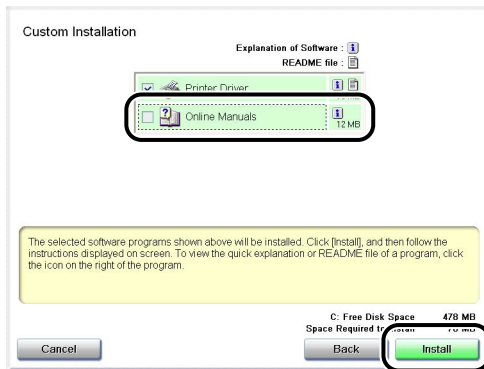 Custom Installation
Explanation of Software :
README file :
Printer Driver
Online Manuals
12 MB
The selected software programs shown above will be installed. Click [Install], and then follow the
instructions displayed on screen. To view the quick explanation or README file of a program, click
the icon on the right of the program.
C: Free Disk Space 478 MB
Space Required to
Cancel
Back
Install